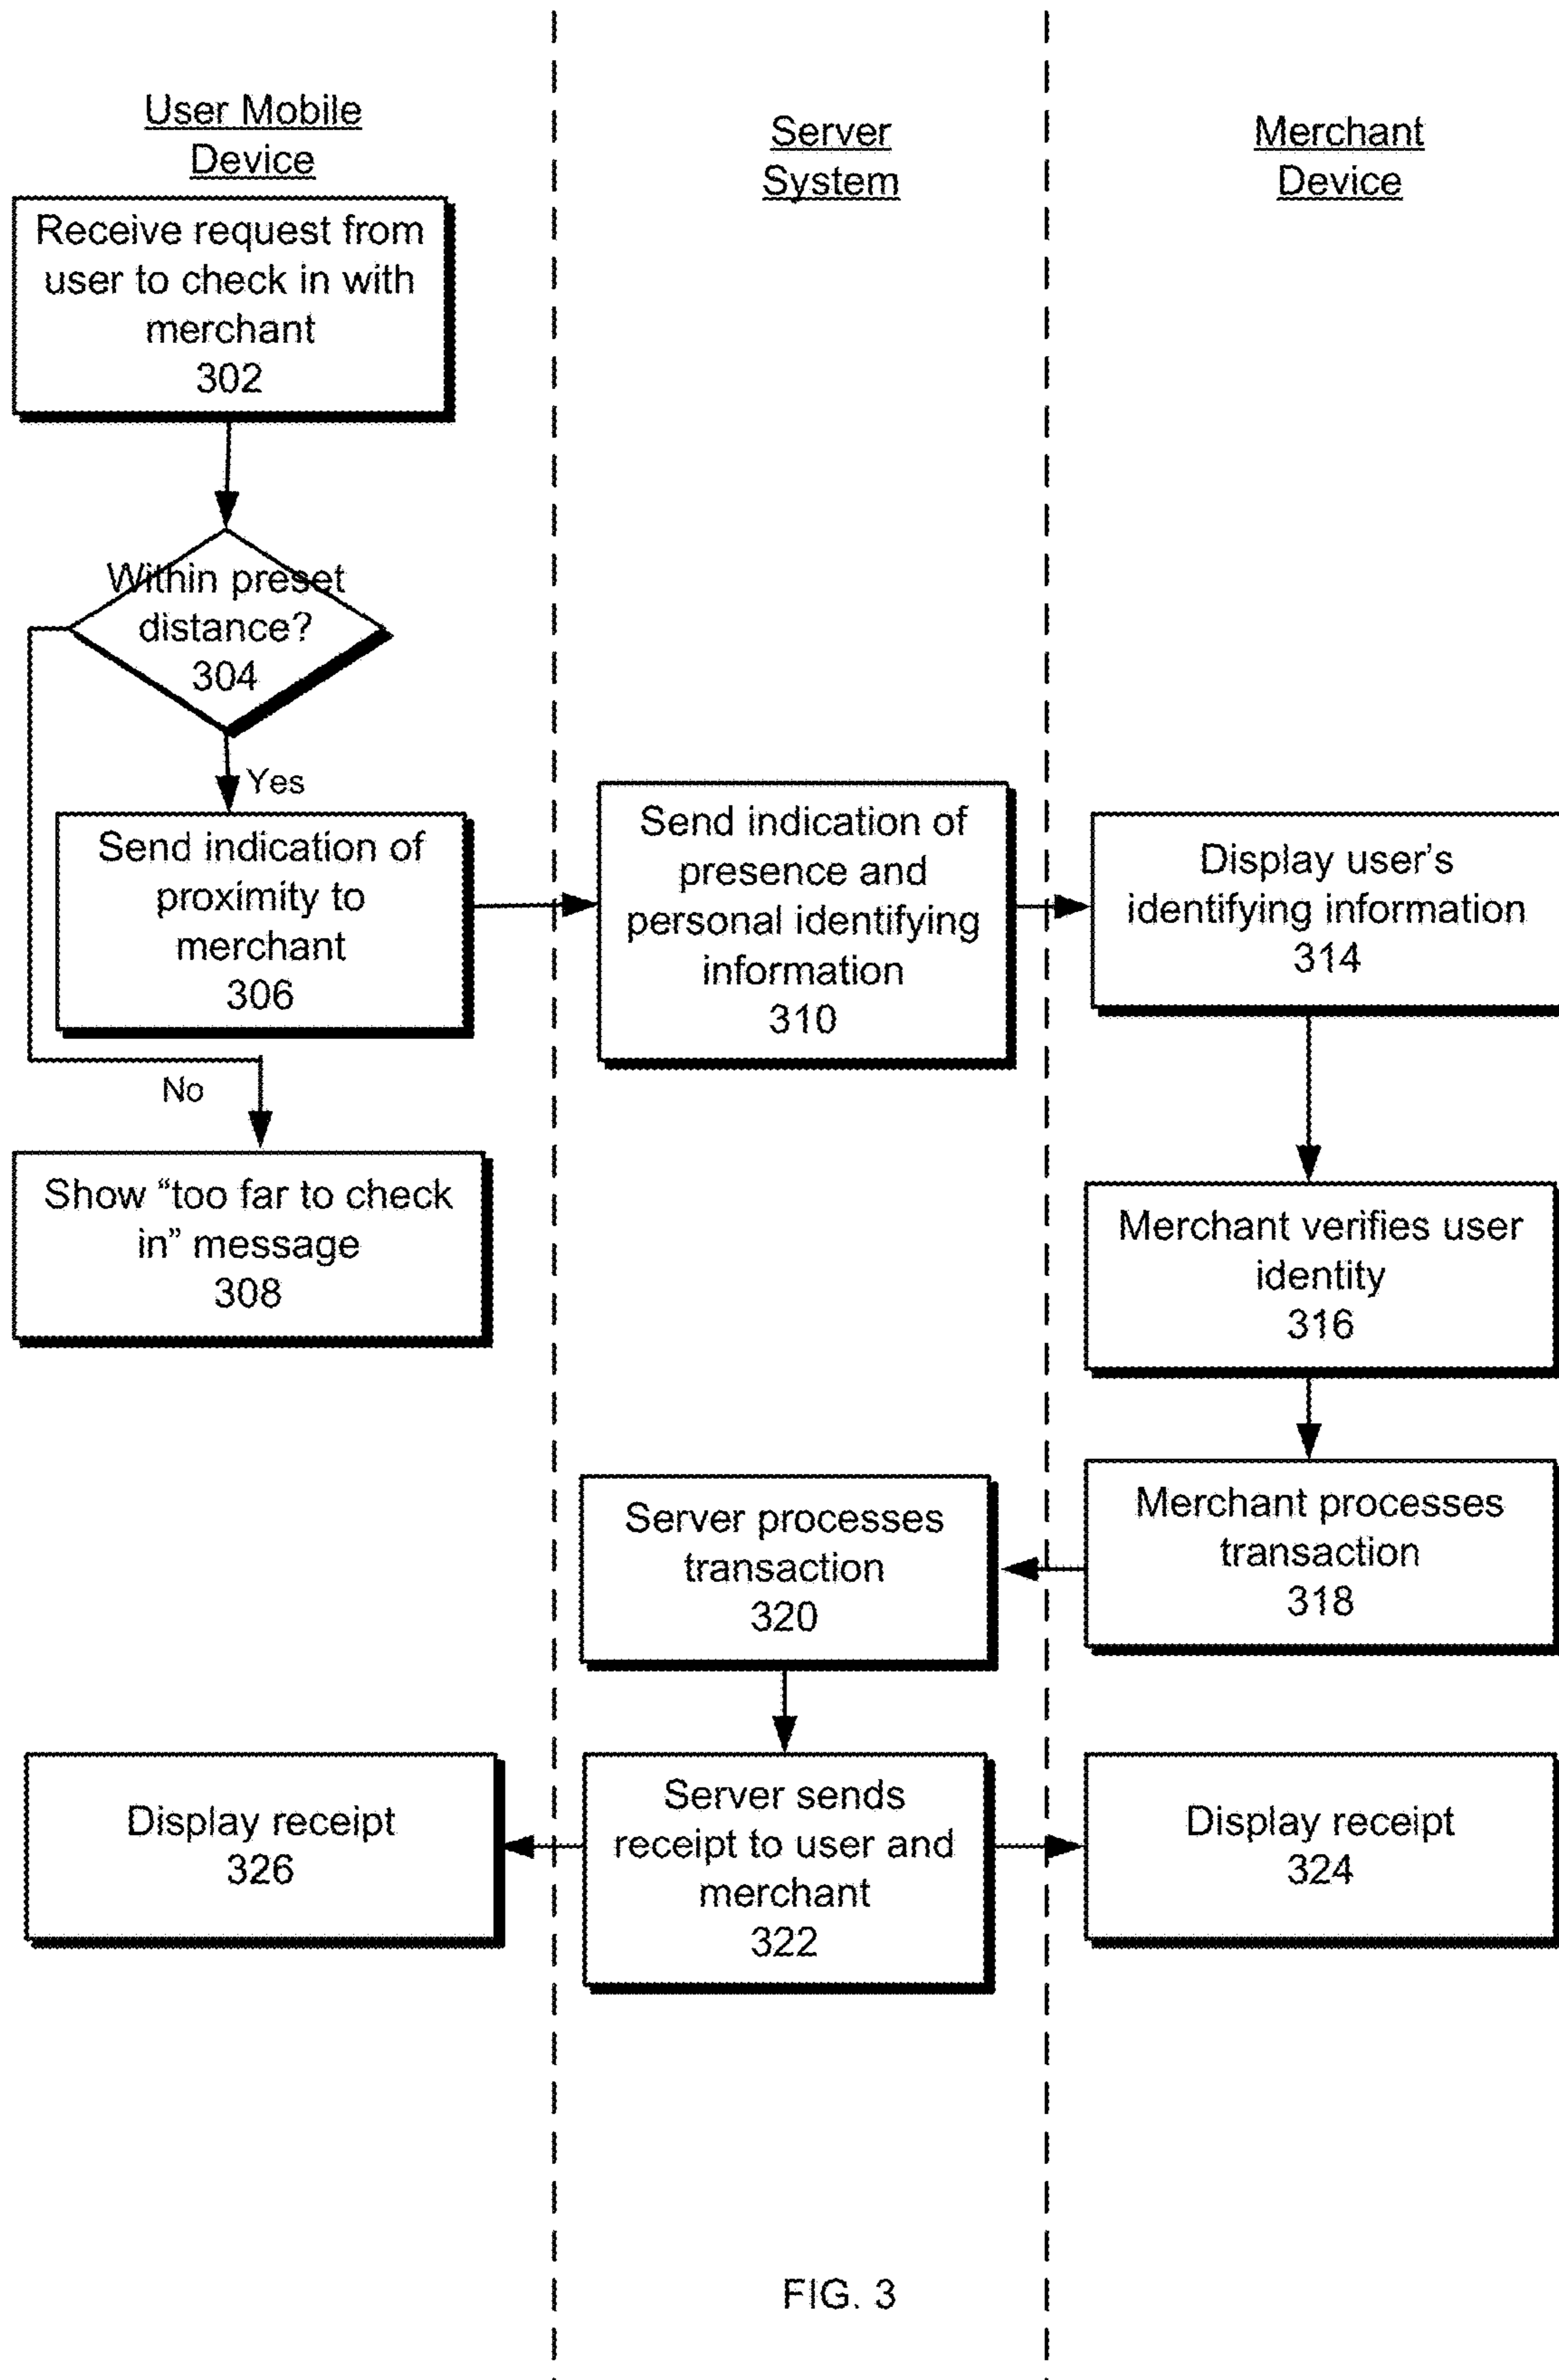 User Mobile
Device
Server
System
Merchant
Device
Receive request from
user to check in with
merchant
302
Within preset
distance?
304
Yes
Send indication of
proximity to
merchant
306
Send indication of
presence and
personal identifying
information
310
Display user's
identifying information
314
No
Show “too far to check
in” message
308
Merchant verifies user
identity
316
Merchant processes
transaction
318
Server processes
transaction
320
Server sends
receipt to user and
merchant
322
Display receipt
326
Display receipt
324
FIG. 3